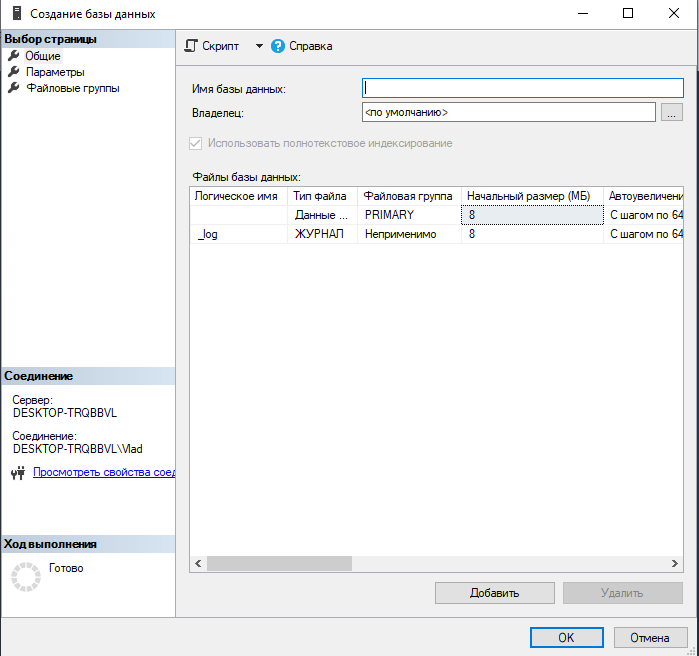 Создание базы данных
Выбор страницы
Общие
Параметры
Файловые группы
Скрипт
Справка
Имя базы данных:
Владелец:
<по умолчанию>
...
Использовать полнотекстовое индексирование
Файлы базы данных:
Логическое имя Тип файла Файловая группа Начальный размер (МБ) Автоувеличени
Данные ... PRIMARY 8 С шагом по 64
_log ЖУРНАЛ Неприменимо 8 С шагом по 64
Соединение
Сервер:
DESKTOP-TRQBBVL
Соединение:
DESKTOP-TRQBBVL\Vlad
Просмотреть свойства соед
Ход выполнения
Готово
Добавить
Удалить
OK
Отмена